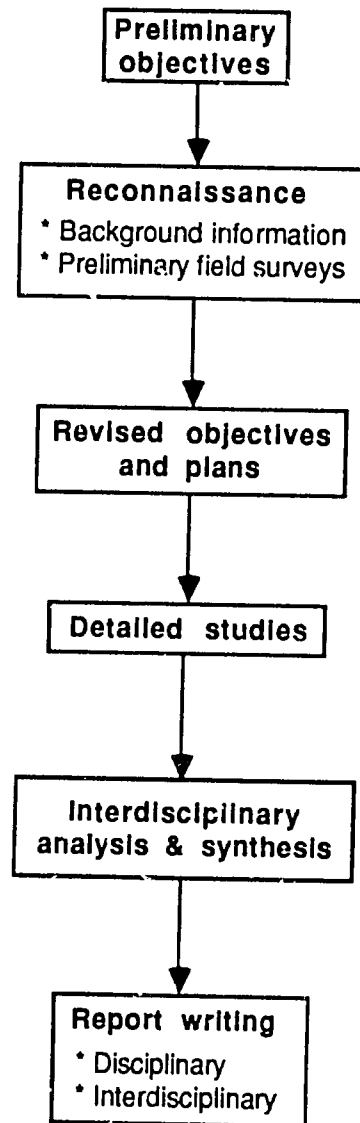 Preliminary
objectives
Reconnaissance
* Background information
* Preliminary field surveys
Revised objectives
and plans
Detailed studies
Interdisciplinary
analysis & synthesis
Report writing
* Disciplinary
* Interdisciplinary